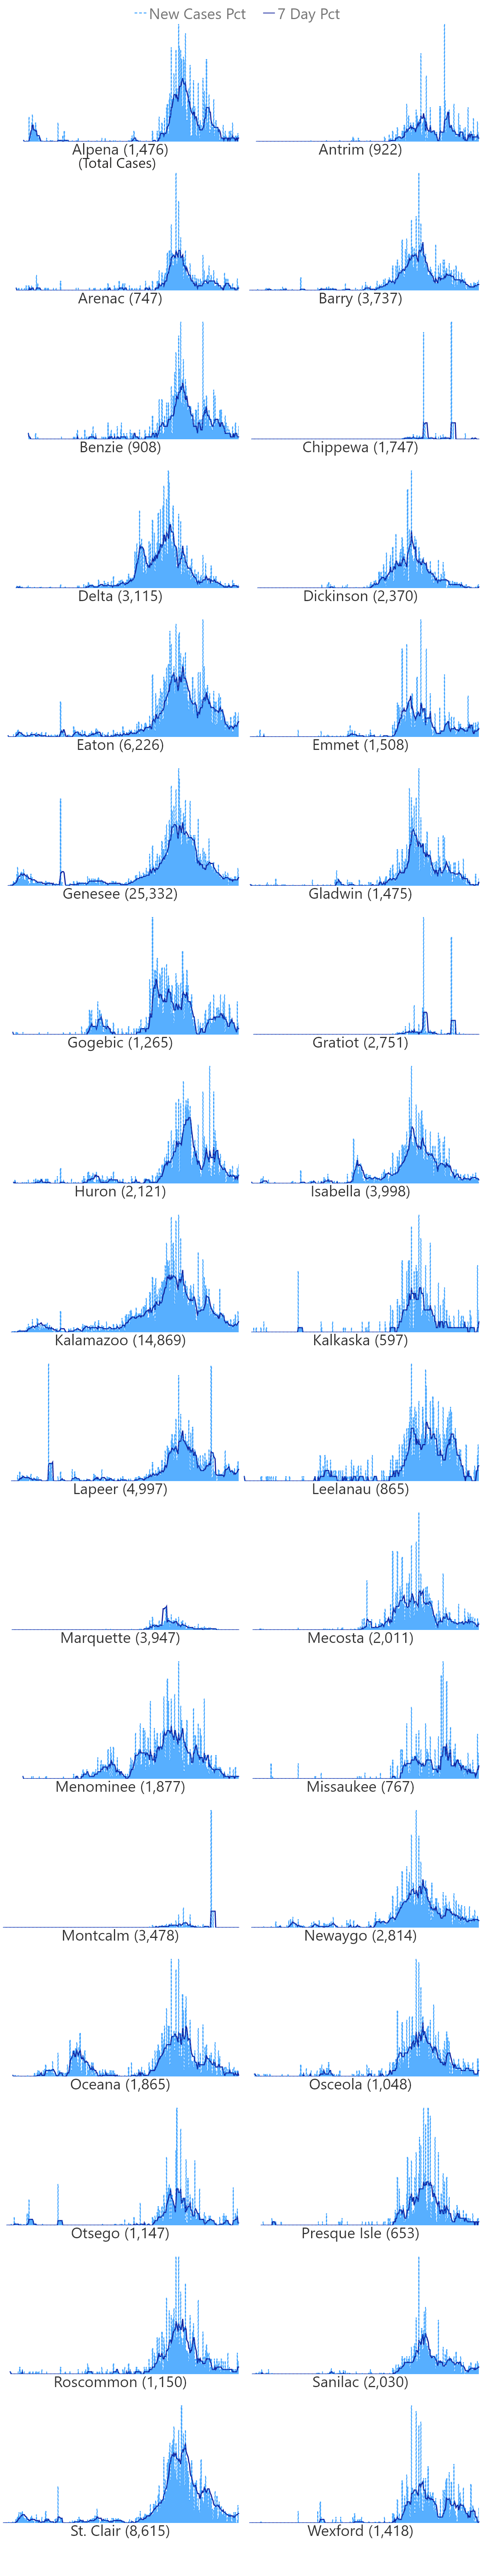 New Cases Pct 7 Day Pct
Alpena (1,476) Antrim (922)
(Total Cases)
Arenac (747) Barry (3,737)
Benzie (908) Chippewa (1,747)
Delta (3,115) Dickinson (2,370)
Eaton (6,226) Emmet (1,508)
Genesee (25,332) Gladwin (1,475)
Gogebic (1,265) Gratiot (2,751)
Huron (2,121) Isabella (3,998)
Kalamazoo (14,869) Kalkaska (597)
Lapeer (4,997) Leelanau (865)
Marquette (3,947) Mecosta (2,011)
Menominee (1,877) Missaukee (767)
Montcalm (3,478) Newaygo (2,814)
Oceana (1,865) Osceola (1,048)
Otsego (1,147) Presque Isle (653)
Roscommon (1,150) Sanilac (2,030)
St. Clair (8,615) Wexford (1,418)